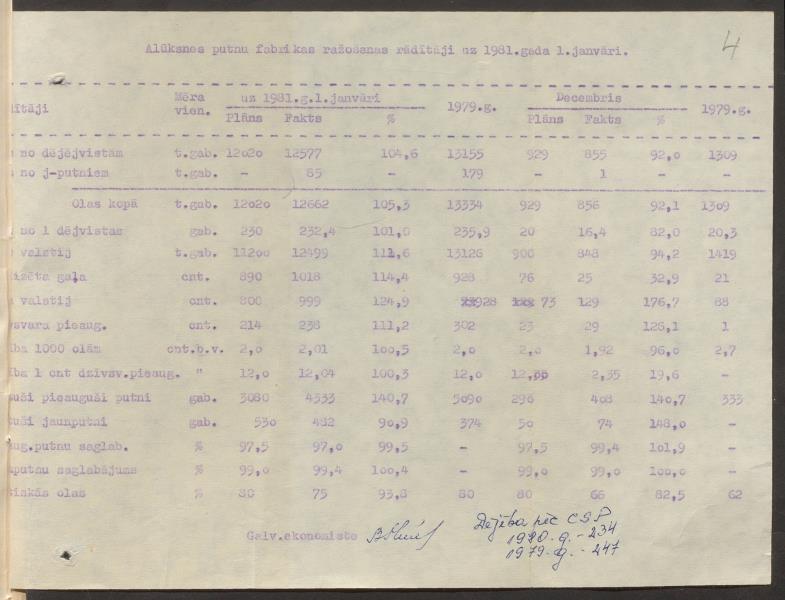 4
Alūksnes putnu fabrikas ražošanas rādītāji uz 1981.gada 1.janvāri.
ītāji Mēra vien. uz 1981.g.1.janvāri 1979.g. Decembris 1979.g.
Plāns Fakts % Plāns Fakts %
no dējējvistām t.gab. 12020 12577 104,6 13155 929 855 92,0 1309
no j-putniem t.gab. - 85 - 179 - 1 - -
Olas kopā t.gab. 12020 12662 105,3 13334 929 856 92,1 1309
no 1 dējvistas gab. 230 232,4 101,0 235,9 20 16,4 82,0 20,3
valstij t.gab. 11200 12499 111,6 13126 900 848 94,2 1419
izēta gaļa cnt. 890 1018 114,4 928 76 25 32,9 21
valstij cnt. 800 999 124,9 928 73 129 176,7 88
svara pieaug. cnt. 214 238 111,2 302 23 29 126,1 1
ība 1000 olām cnt.b.v. 2,0 2,01 100,5 2,0 2,0 1,92 96,0 2,7
ība 1 cnt dzīvsv.pieaug. " 12,0 12,04 100,3 12,0 2,35 19,6 -
uši pieauguši putni gab. 3080 4333 140,7 5090 296 408 140,7 333
uši jaunputni gab. 530 482 90,9 374 50 74 148,0 -
aug.putnu saglab. % 97,5 97,0 99,5 - 97,5 99,4 101,9 -
putnu saglabājums % 99,0 99,4 100,4 - 99,0 99,0 100,0 -
tiskās olas % 80 75 93,8 80 80 66 82,5 62
Galv.ekonomiste
Dējība pēc CSP
1980.g. - 234
1979.g. - 247